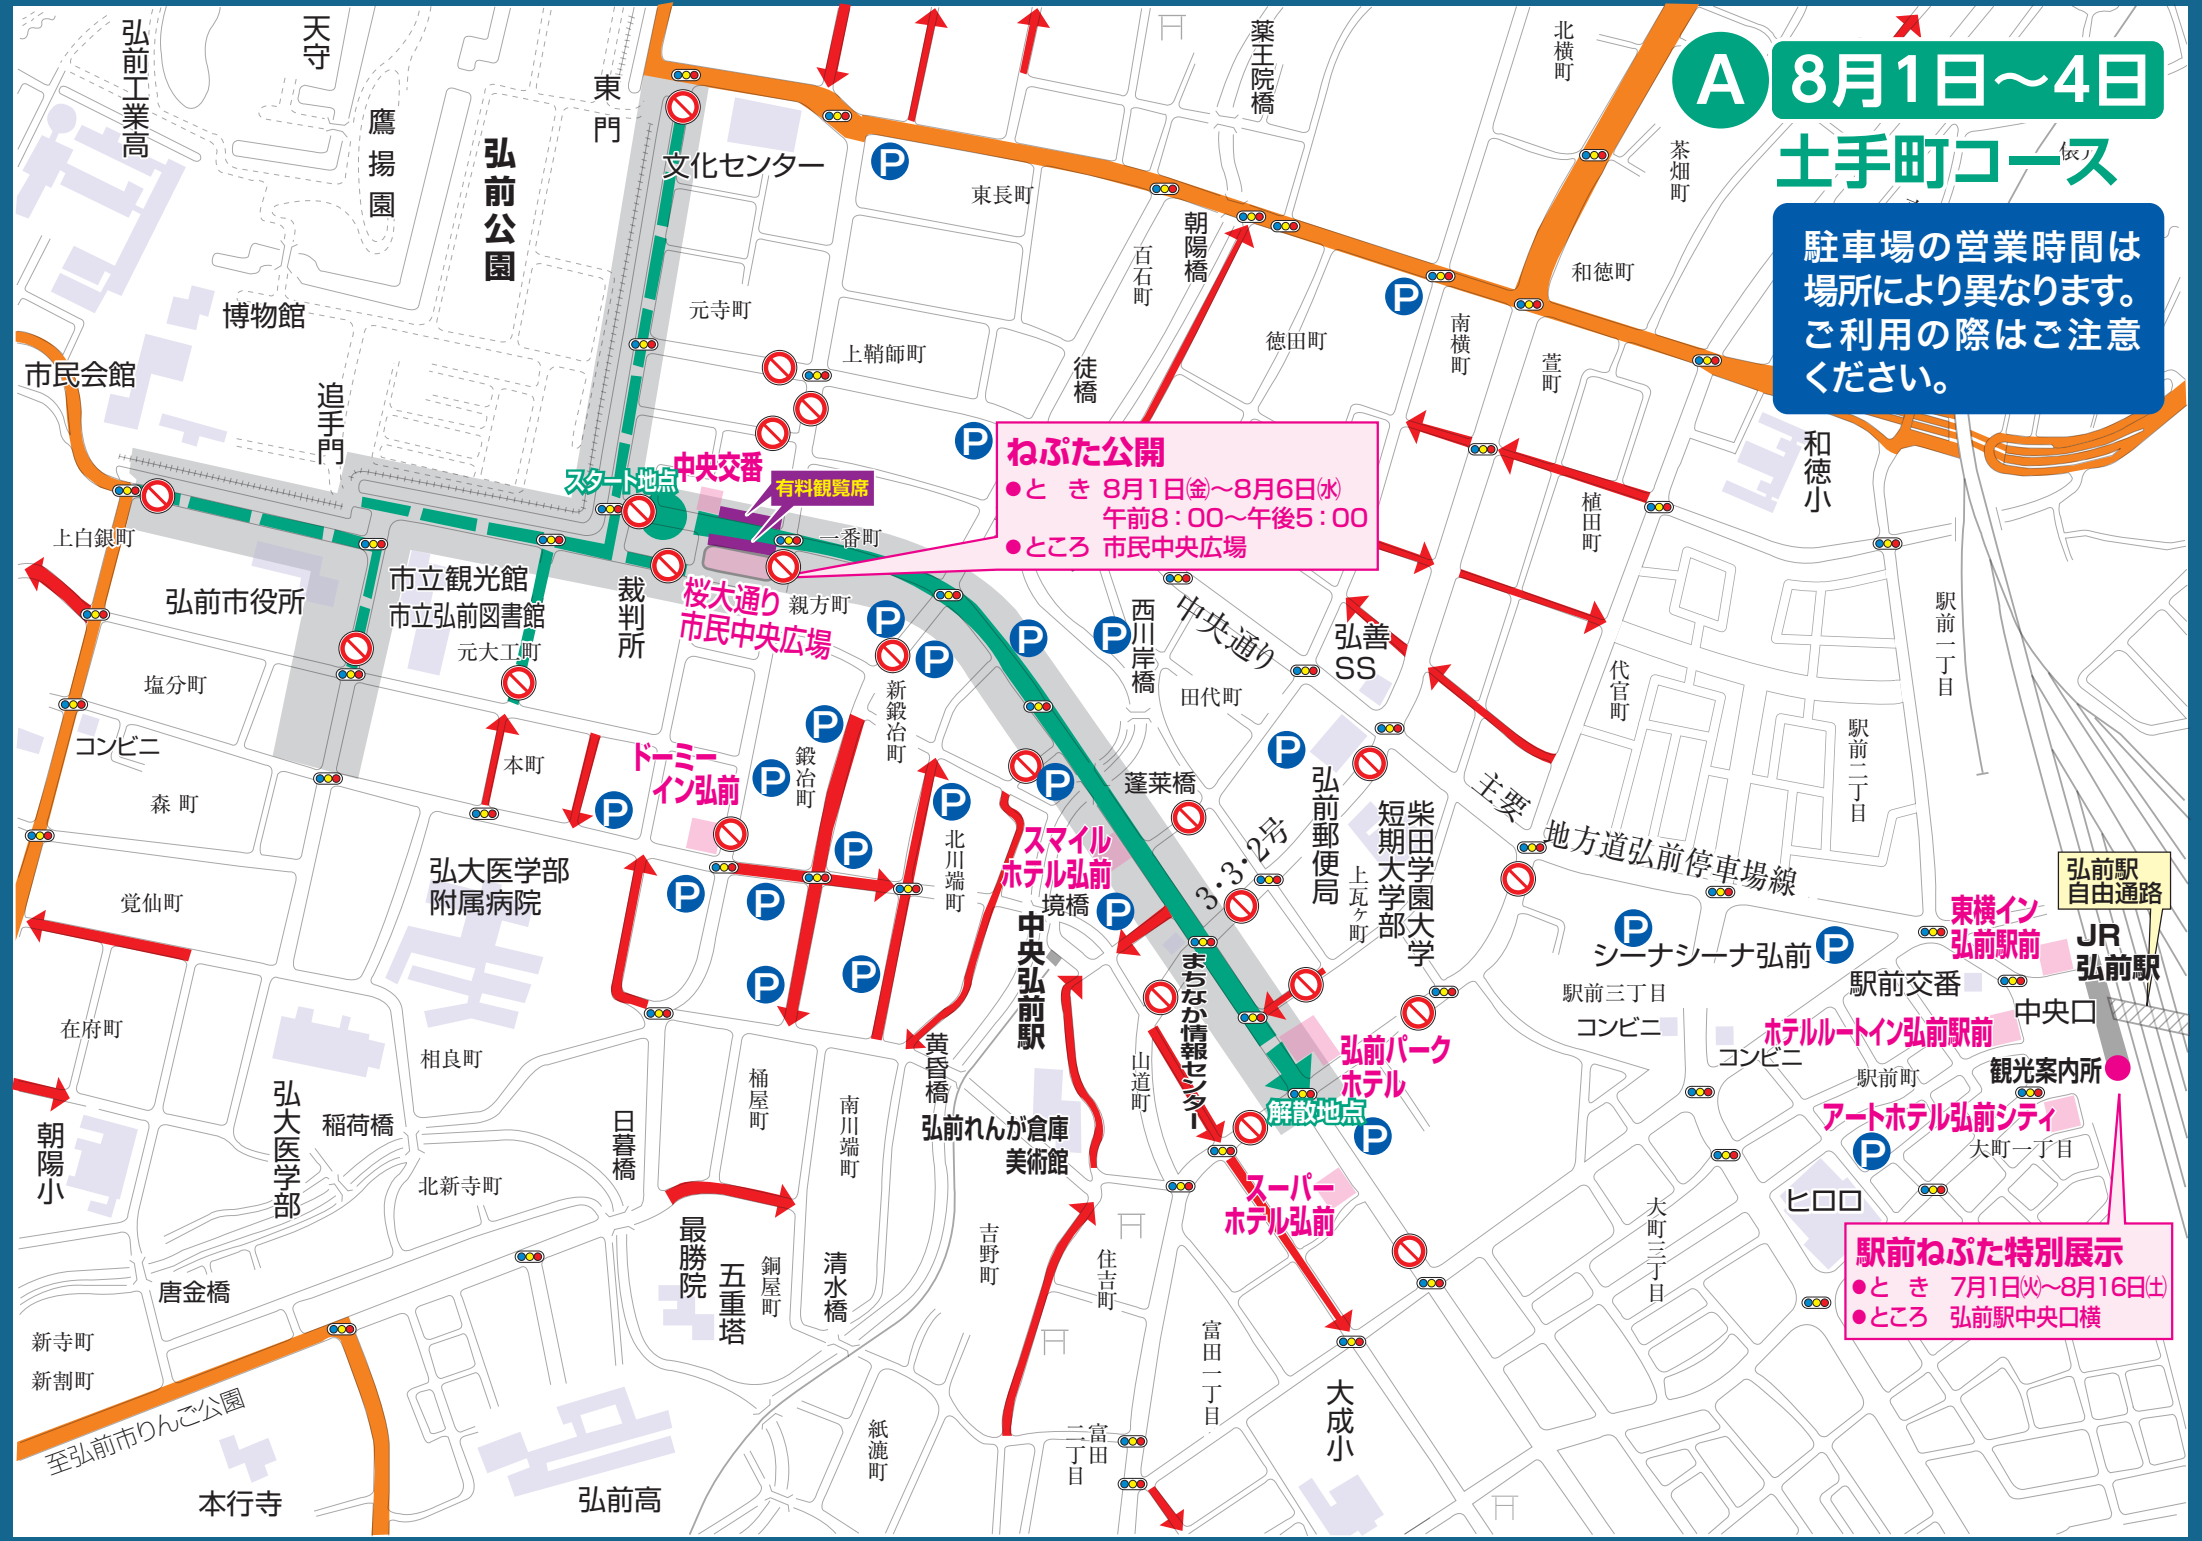 A
8月1日～4日
土手町コース
駐車場の営業時間は
場所により異なります。
ご利用の際はご注意
ください。
弘前工業高
天守
鷹揚園
弘前公園
東門
文化センター
P
薬王院橋
北横町
茶畑町
東長町
朝陽橋
百石町
和徳町
P
博物館
元寺町
上鞘師町
徳田町
南横町
萱町
徒橋
市民会館
追手門
和徳小
P
スタート地点
中央交番
有料観覧席
ねぷた公開
●と　き 8月1日㈮～8月6日㈬
午前8：00～午後5：00
●ところ 市民中央広場
植田町
上白銀町
一番町
弘前市役所
市立観光館
市立弘前図書館
元大工町
裁判所
桜大通り
市民中央広場
親方町
P
P
P
P
西川岸橋
中央通り
弘善
SS
駅前一丁目
塩分町
田代町
代官町
新鍛冶町
コンビニ
本町
ドーミー
イン弘前
P
P
鍛冶町
P
P
P
蓬莱橋
弘前郵便局
主要
地方道弘前停車場線
駅前二丁目
森町
柴田学園大学
短期大学部
弘大医学部
附属病院
P
P
P
北川端町
スマイル
ホテル弘前
境橋
P
3・3・2号
上瓦ヶ町
弘前駅
自由通路
覚仙町
中央弘前駅
P
シーナシーナ弘前
P
東横イン
弘前駅前
JR
弘前駅
P
P
まちなか情報センター
駅前三丁目
コンビニ
駅前交番
中央口
在府町
相良町
黄昏橋
山道町
弘前パーク
ホテル
ホテルルートイン弘前駅前
コンビニ
観光案内所
駅前町
桶屋町
南川端町
解散地点
P
アートホテル弘前シティ
P
大町一丁目
朝陽小
弘大医学部
稲荷橋
日暮橋
弘前れんが倉庫
美術館
北新寺町
スーパー
ホテル弘前
ヒロロ
大町三丁目
最勝院
五重塔
銅屋町
清水橋
吉野町
住吉町
駅前ねぷた特別展示
●と　き　7月1日㈫～8月16日㈯
●ところ　弘前駅中央口横
唐金橋
新寺町
新割町
富田一丁目
大成小
至弘前市りんご公園
紙漉町
富田
二丁目
本行寺
弘前高